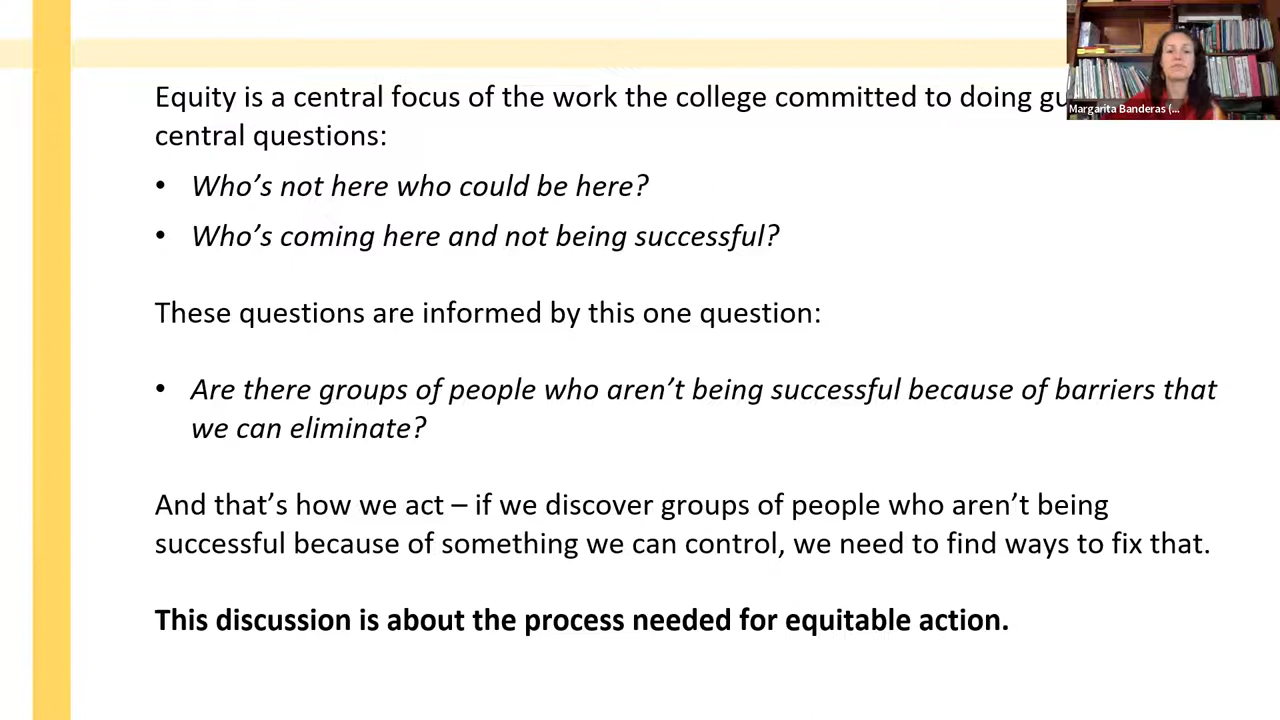 Equity is a central focus of the work the college committed to doing
central questions:
• Who’s not here who could be here?
• Who’s coming here and not being successful?
These questions are informed by this one question:
• Are there groups of people who aren’t being successful because of barriers that
we can eliminate?
And that’s how we act – if we discover groups of people who aren’t being
successful because of something we can control, we need to find ways to fix that.
This discussion is about the process needed for equitable action.
Margarita Banderas (...